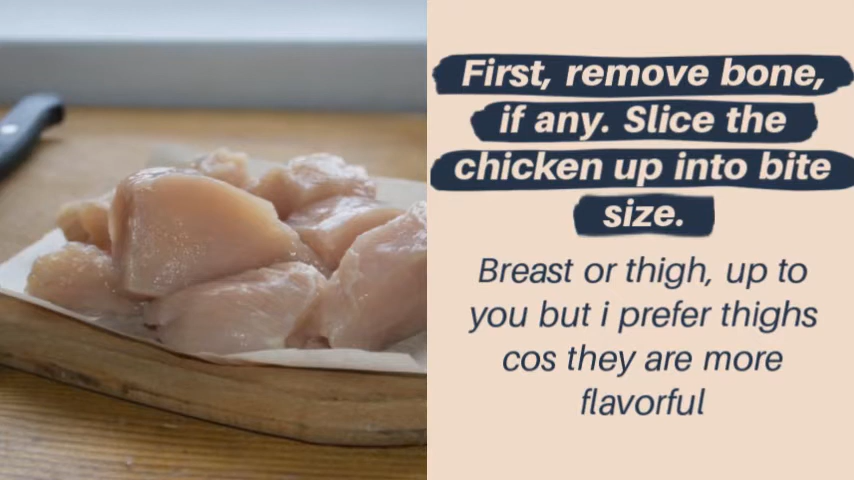 First, remove bone,
if any. Slice the
chicken up into bite
size.
Breast or thigh, up to
you but i prefer thighs
cos they are more
flavorful